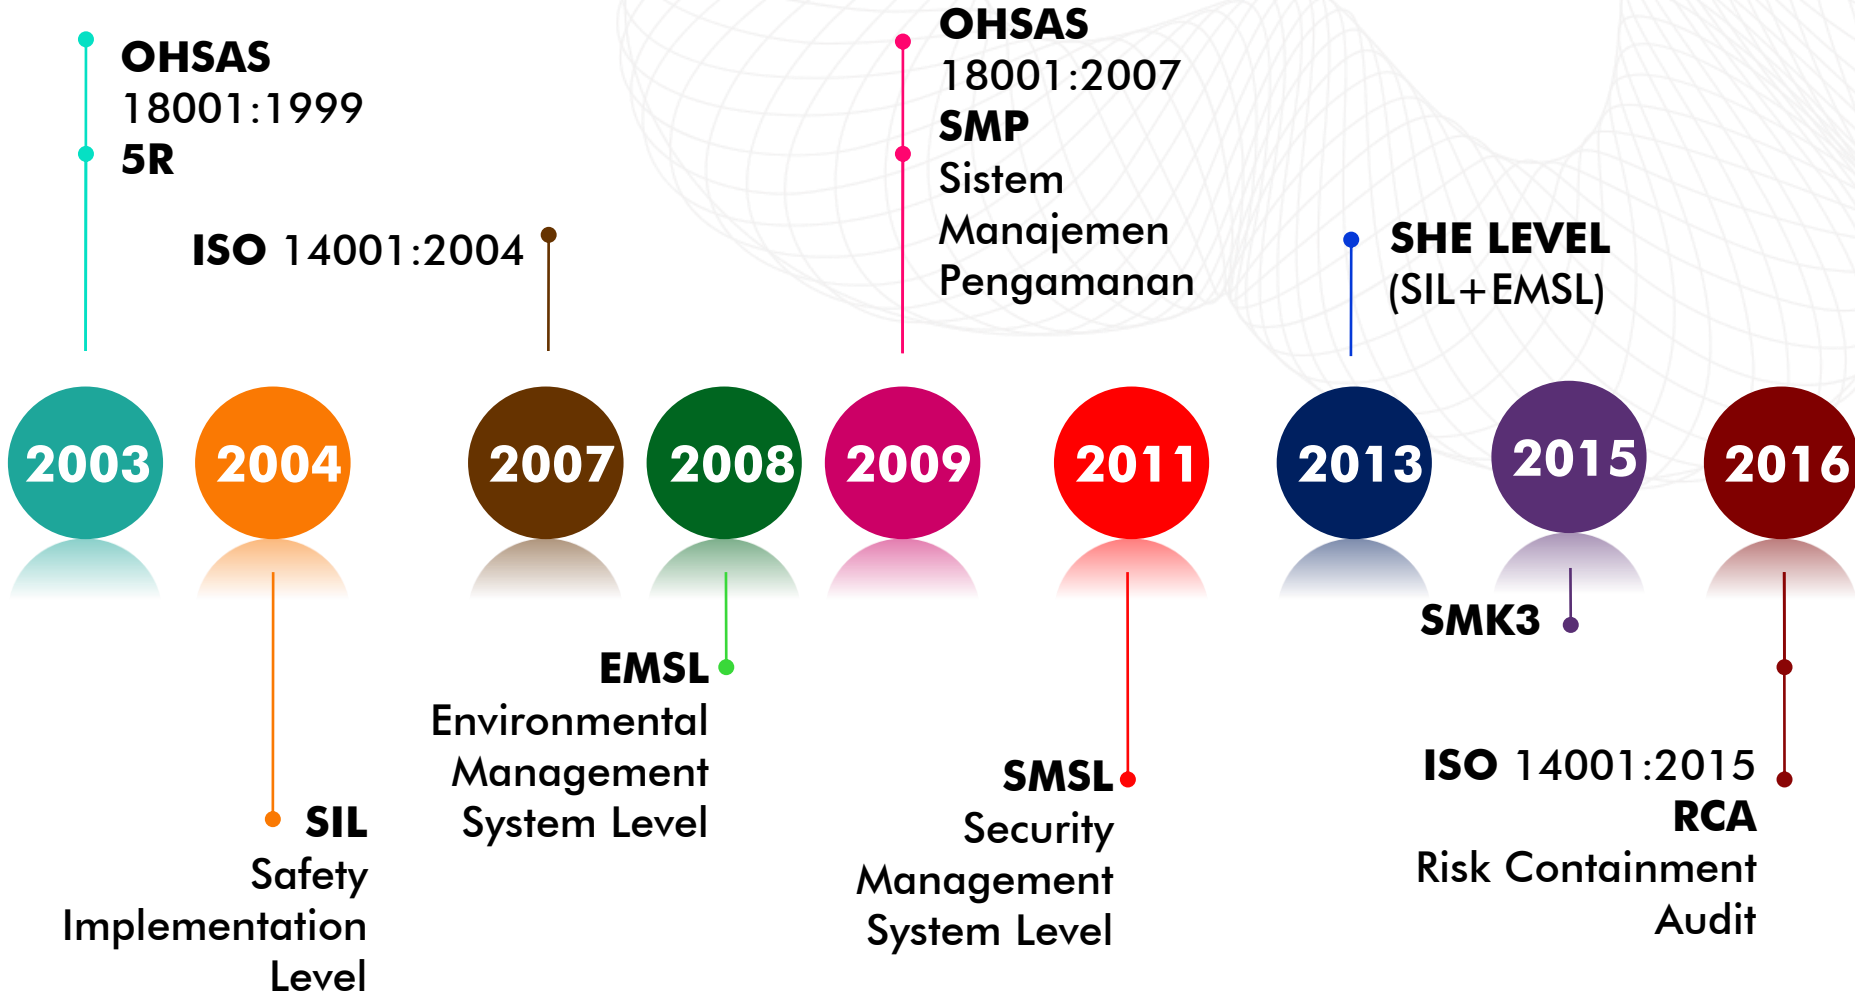 OHSAS
18001:1999
5R
ISO 14001:2004
OHSAS
18001:2007
SMP
Sistem
Manajemen
Pengamanan
SHE LEVEL
(SIL+EMSL)
2003
2004
2007
2008
2009
2011
2013
2015
2016
SIL
Safety
Implementation
Level
EMSL
Environmental
Management
System Level
SMSL
Security
Management
System Level
SMK3
ISO 14001:2015
RCA
Risk Containment
Audit